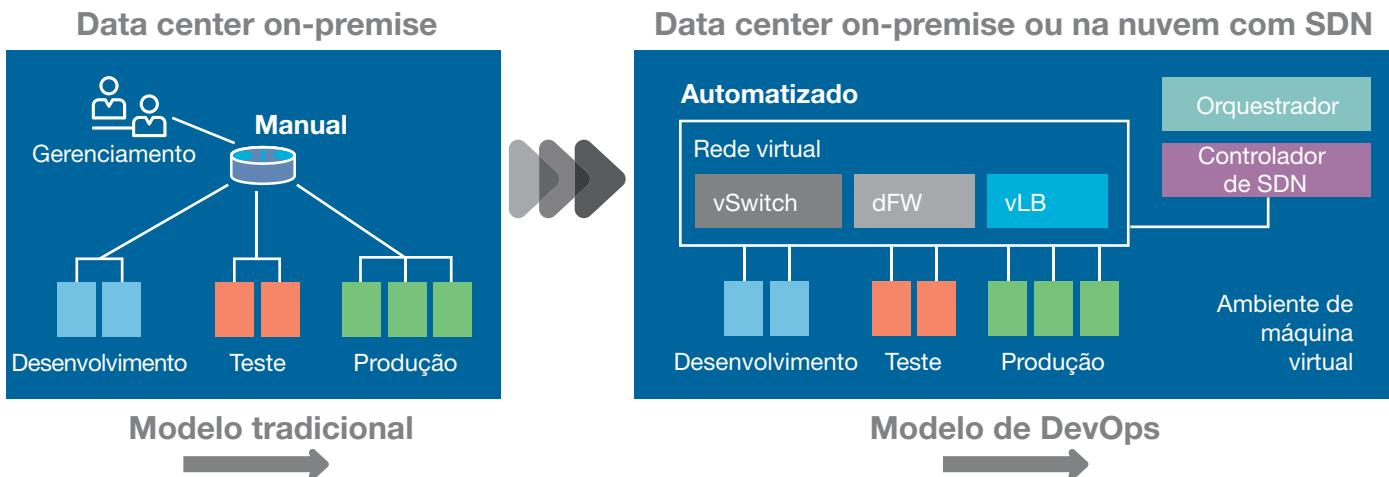 Data center on-premise
Manual
Gerenciamento
Desenvolvimento
Teste
Produção
Modelo tradicional
Data center on-premise ou na nuvem com SDN
Automatizado
Rede virtual
vSwitch
dFW
vLB
Orquestrador
Controlador
de SDN
Desenvolvimento
Teste
Produção
Ambiente de
máquina
virtual
Modelo de DevOps